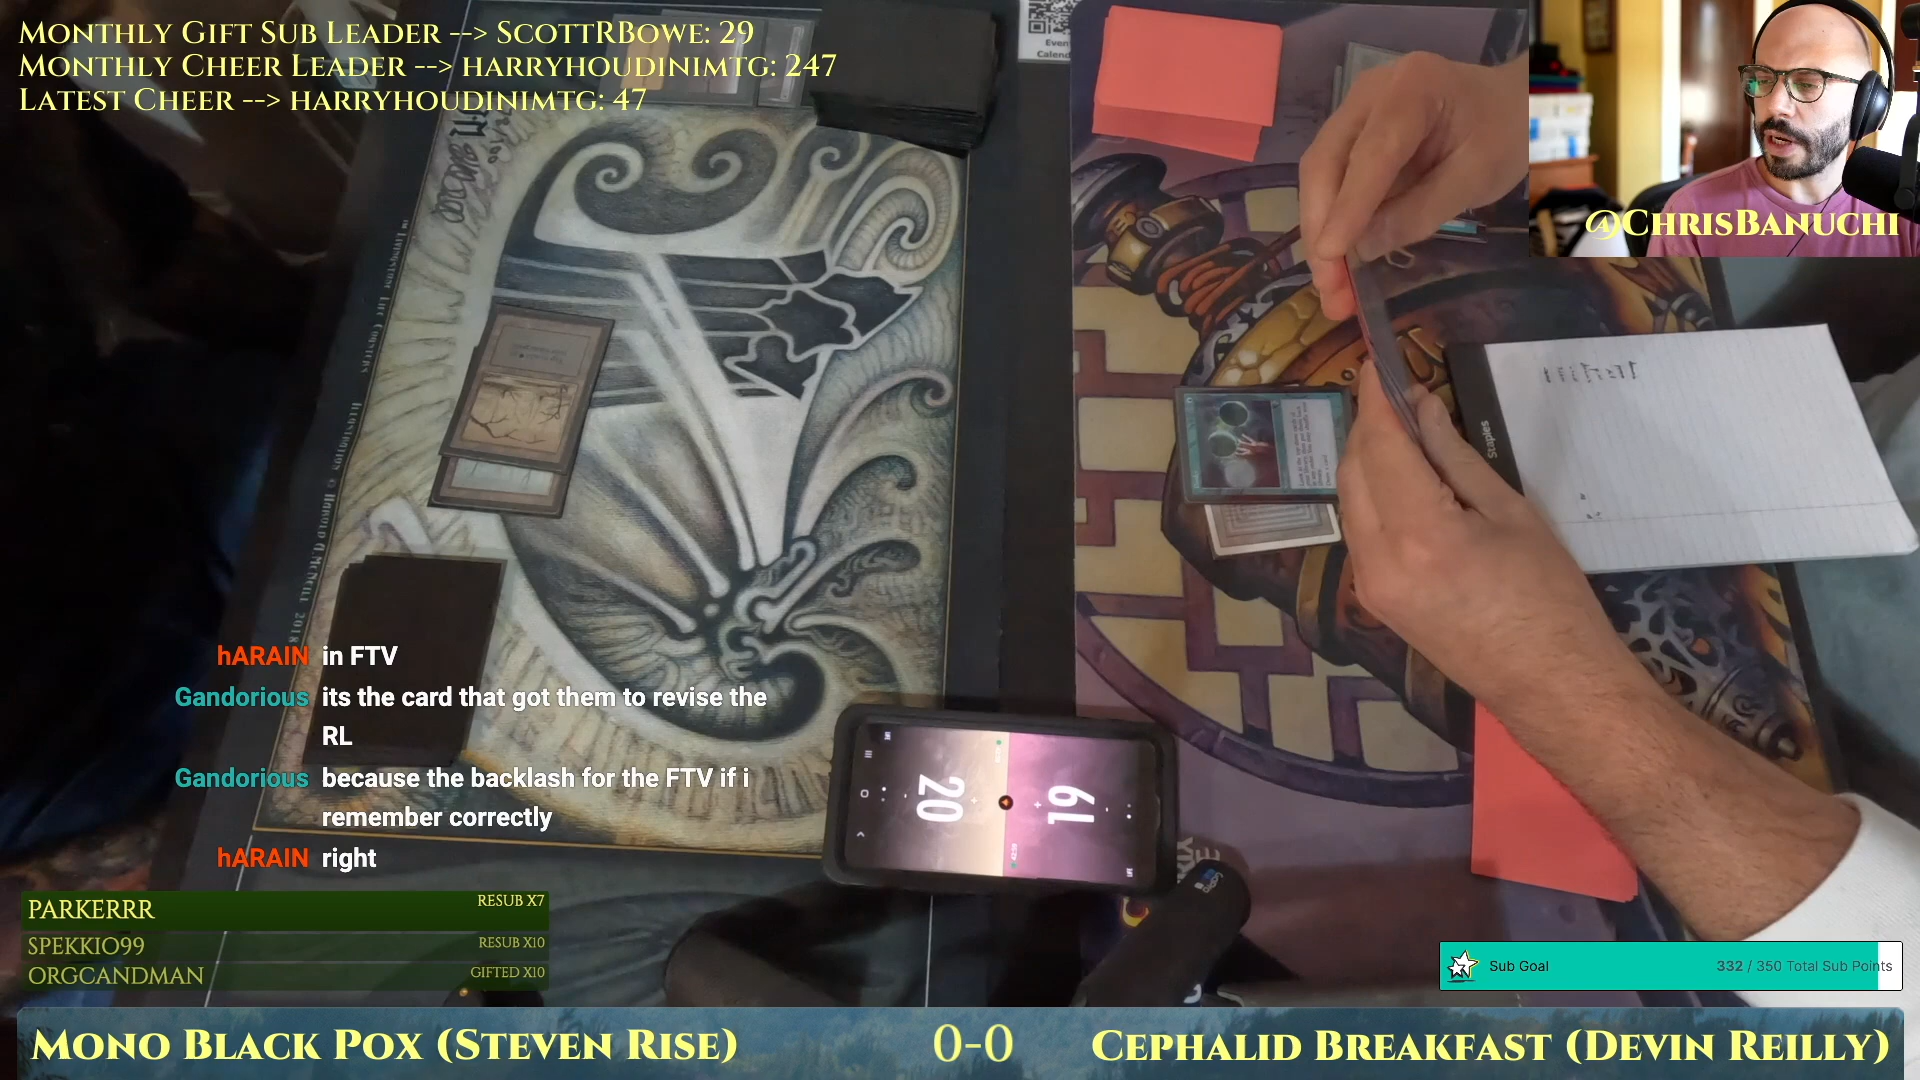 Monthly Gift Sub Leader --> ScottRBowe: 29
Monthly Cheer Leader --> harryhoudinimtg: 247
Latest Cheer --> harryhoudinimtg: 47
Event
Calen
@ChrisBanuchi
Staples
20
19
hARAIN in FTV
Gandorious its the card that got them to revise the
RL
Gandorious because the backlash for the FTV if i
remember correctly
hARAIN right
PARKERRR RESUB X7
SPEKKIO99 RESUB X10
ORGCANDMAN GIFTED X10
Sub Goal 332 / 350 Total Sub Points
Mono Black Pox (Steven Rise) 0-0 Cephalid Breakfast (Devin Reilly)